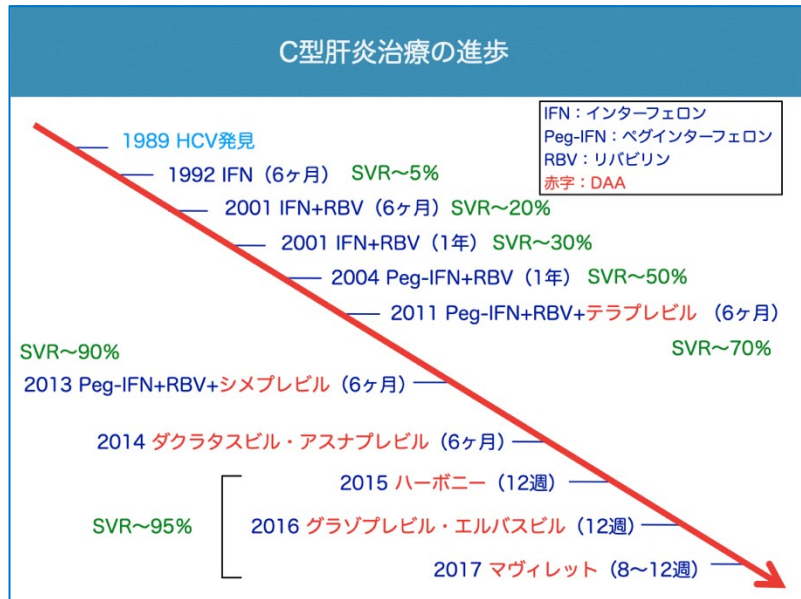 C型肝炎治療の進歩
IFN：インターフェロン
Peg-IFN：ペグインターフェロン
RBV：リバビリン
赤字：DAA
1989 HCV発見
1992 IFN（6ヶ月） SVR〜5%
2001 IFN+RBV（6ヶ月）SVR〜20%
2001 IFN+RBV（1年） SVR〜30%
2004 Peg-IFN+RBV（1年） SVR〜50%
2011 Peg-IFN+RBV+テラプレビル （6ヶ月）
SVR〜70%
SVR〜90%
2013 Peg-IFN+RBV+シメプレビル（6ヶ月）
2014 ダクラタスビル・アスナプレビル（6ヶ月）
2015 ハーボニー（12週）
SVR〜95%
2016 グラゾプレビル・エルバスビル（12週）
2017 マヴィレット（8〜12週）